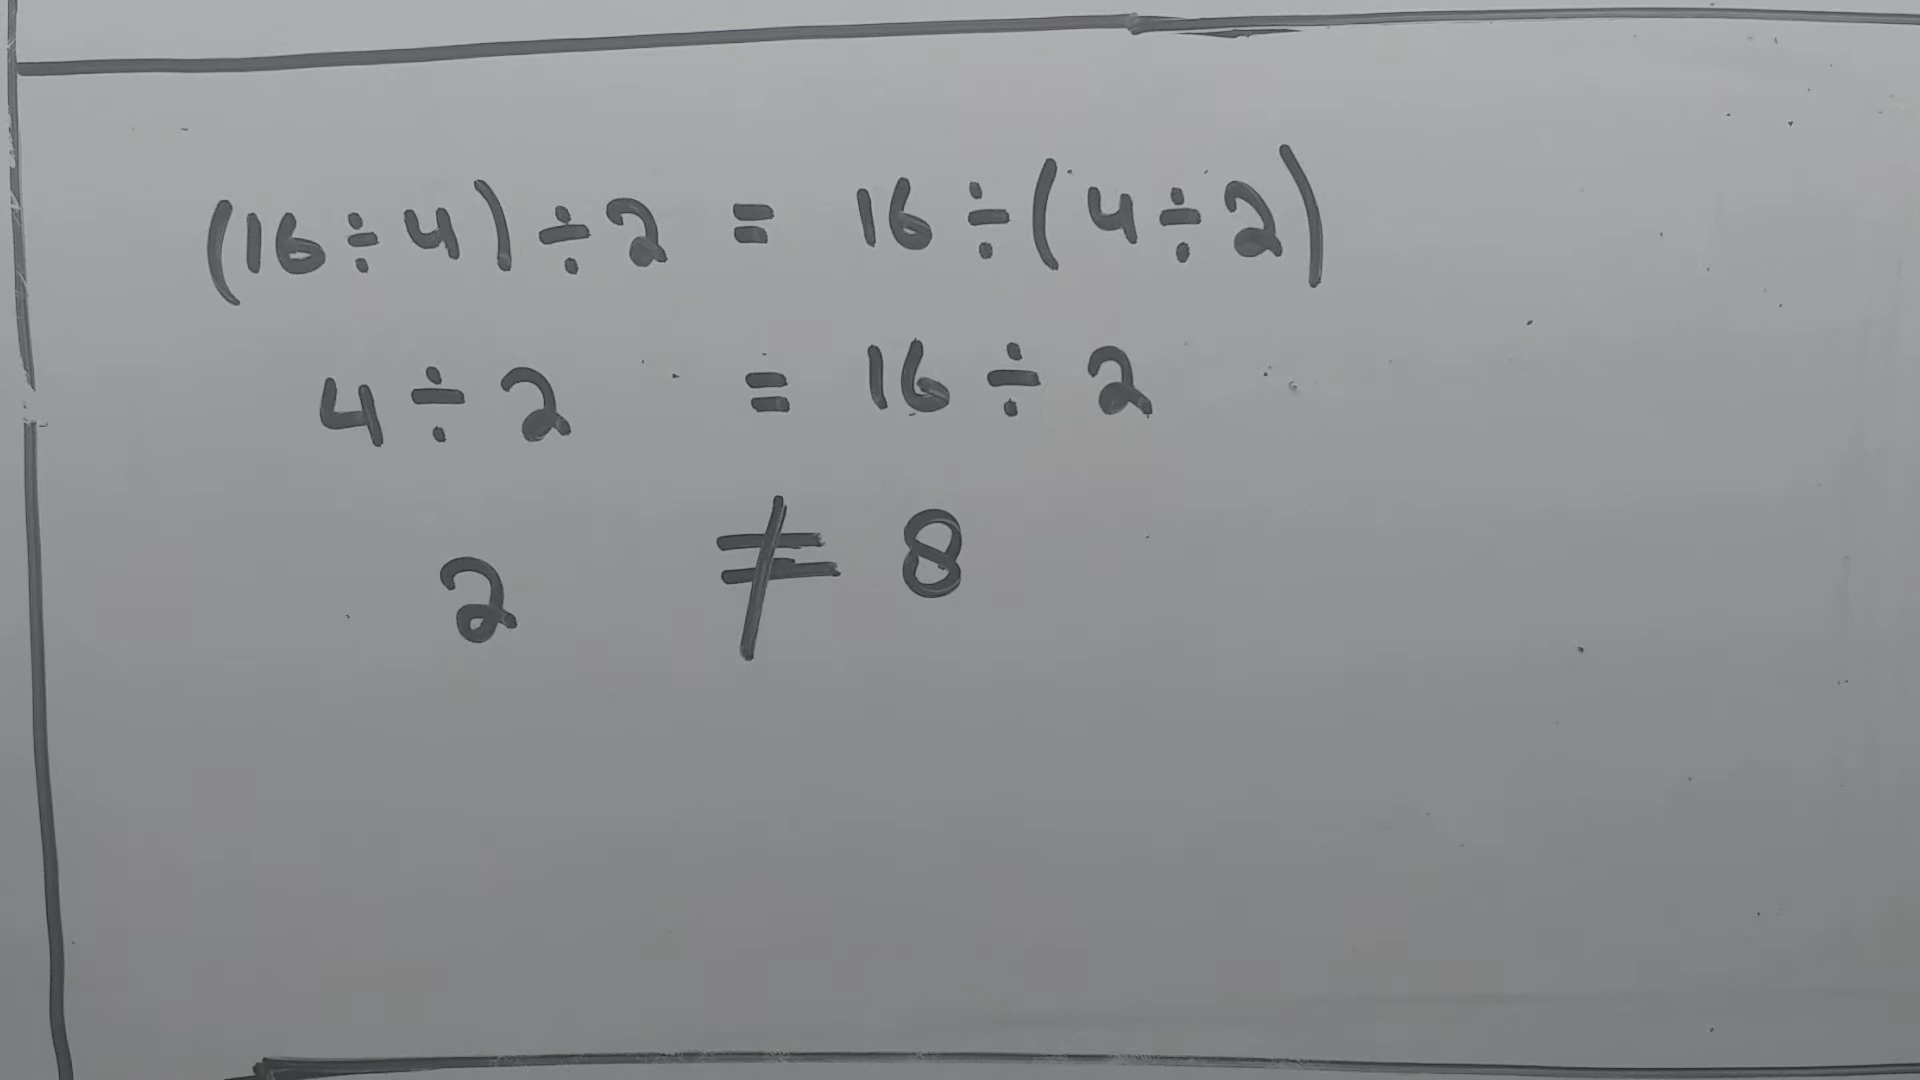 (16÷4)÷2 = 16÷(4÷2)
4÷2 = 16÷2
2 ≠ 8